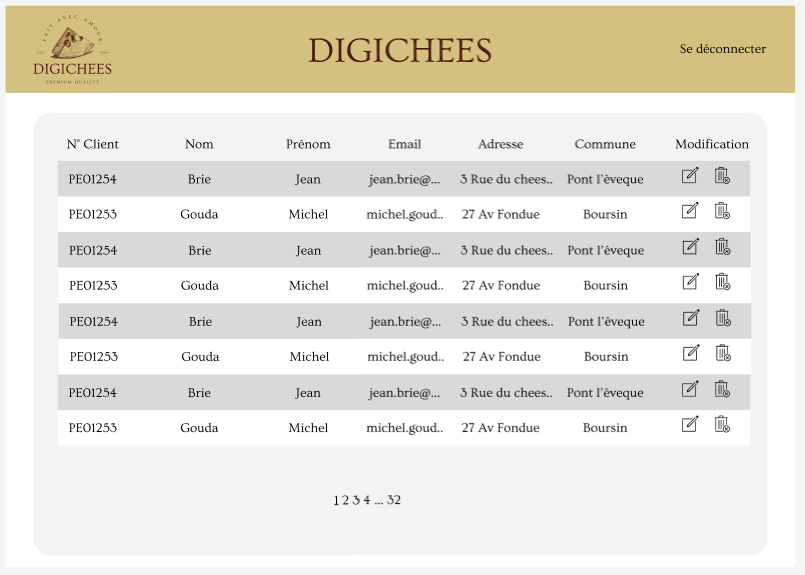 FAIT AVEC AMOUR
DIGICHEES
PREMIUM QUALITY
DIGICHEES
Se déconnecter
N° Client Nom Prénom Email Adresse Commune Modification
PE01254 Brie Jean jean.brie@... 3 Rue du chees.. Pont l'êveque
PE01253 Gouda Michel michel.goud.. 27 Av Fondue Boursin
PE01254 Brie Jean jean.brie@... 3 Rue du chees.. Pont l'êveque
PE01253 Gouda Michel michel.goud.. 27 Av Fondue Boursin
PE01254 Brie Jean jean.brie@... 3 Rue du chees.. Pont l'êveque
PE01253 Gouda Michel michel.goud.. 27 Av Fondue Boursin
PE01254 Brie Jean jean.brie@... 3 Rue du chees.. Pont l'êveque
PE01253 Gouda Michel michel.goud.. 27 Av Fondue Boursin
1 2 3 4 ... 32